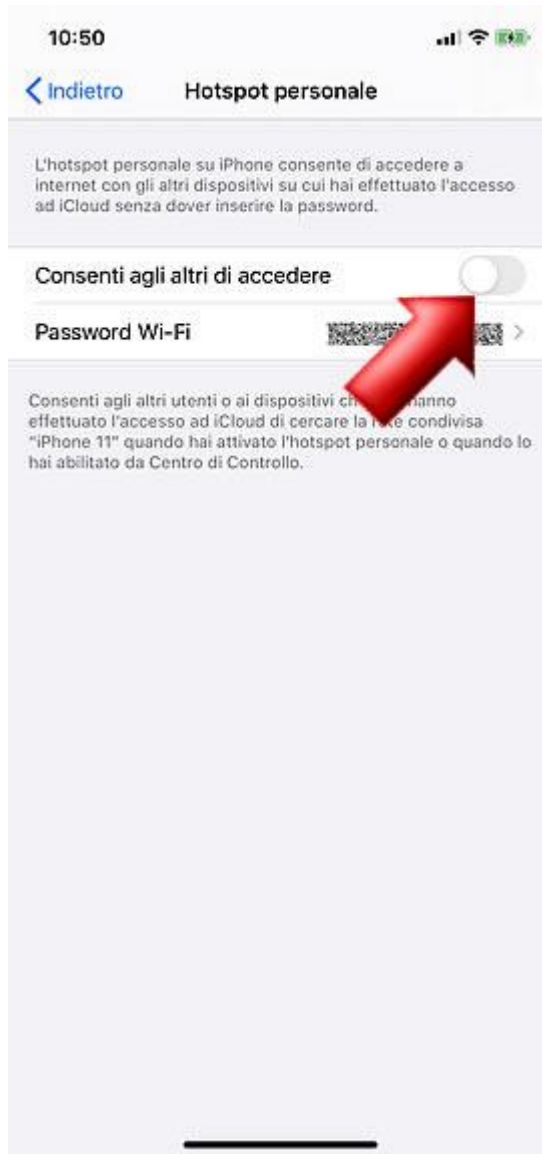 10:50
Indietro Hotspot personale
L'hotspot personale su iPhone consente di accedere a
internet con gli altri dispositivi su cui hai effettuato l'accesso
ad iCloud senza dover inserire la password.
Consenti agli altri di accedere
Password Wi-Fi
Consenti agli altri utenti o ai dispositivi hanno
effettuato l'accesso ad iCloud di cercare la rete condivisa
"iPhone 11" quando hai attivato l'hotspot personale o quando lo
hai abilitato da Centro di Controllo.